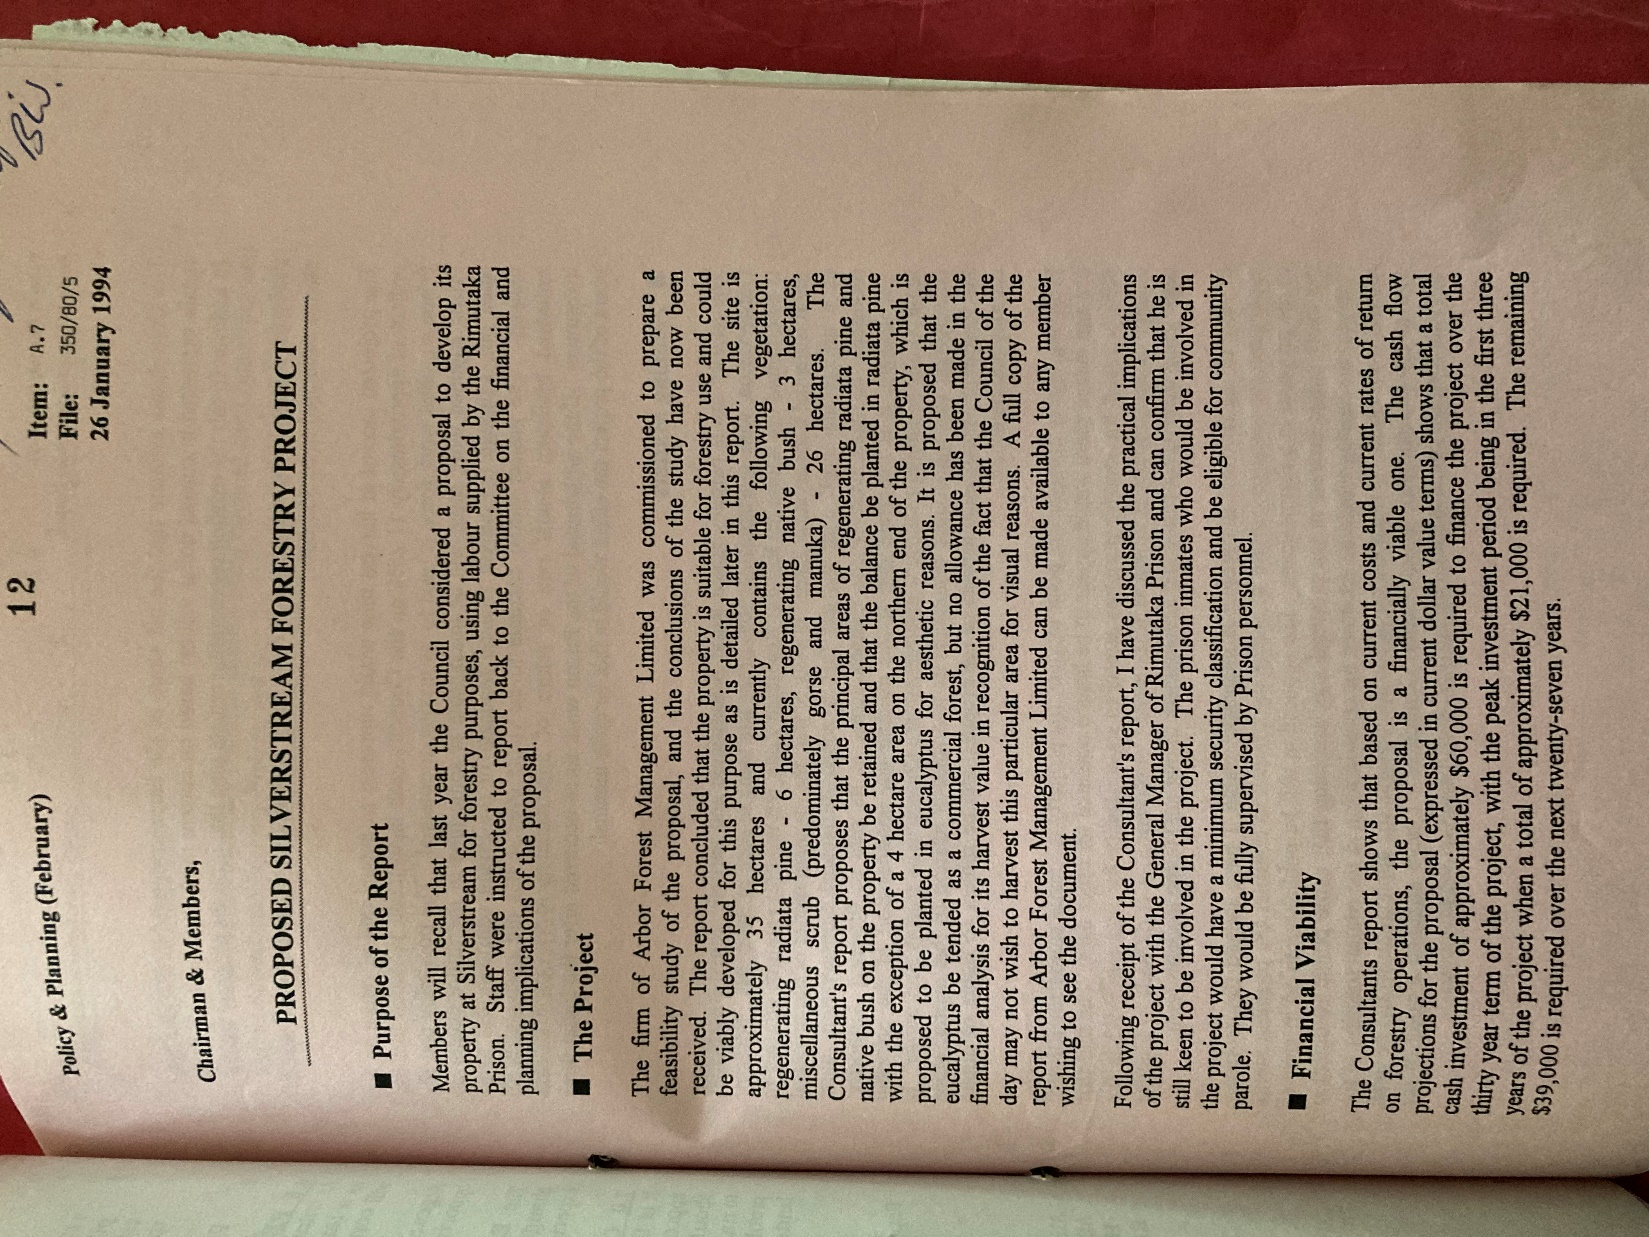 12
BW.
Policy & Planning (February)
Item: A.7
File: 350/80/5
26 January 1994
Chairman & Members,
PROPOSED SILVERSTREAM FORESTRY PROJECT
■ Purpose of the Report
Members will recall that last year the Council considered a proposal to develop its
property at Silverstream for forestry purposes, using labour supplied by the Rimutaka
Prison. Staff were instructed to report back to the Committee on the financial and
planning implications of the proposal.
■ The Project
The firm of Arbor Forest Management Limited was commissioned to prepare a
feasibility study of the proposal, and the conclusions of the study have now been
received. The report concluded that the property is suitable for forestry use and could
be viably developed for this purpose as is detailed later in this report. The site is
approximately 35 hectares and currently contains the following vegetation:
regenerating radiata pine - 6 hectares, regenerating native bush - 3 hectares,
miscellaneous scrub (predominately gorse and manuka) - 26 hectares. The
Consultant's report proposes that the principal areas of regenerating radiata pine and
native bush on the property be retained and that the balance be planted in radiata pine
with the exception of a 4 hectare area on the northern end of the property, which is
proposed to be planted in eucalyptus for aesthetic reasons. It is proposed that the
eucalyptus be tended as a commercial forest, but no allowance has been made in the
financial analysis for its harvest value in recognition of the fact that the Council of the
day may not wish to harvest this particular area for visual reasons. A full copy of the
report from Arbor Forest Management Limited can be made available to any member
wishing to see the document.
Following receipt of the Consultant's report, I have discussed the practical implications
of the project with the General Manager of Rimutaka Prison and can confirm that he is
still keen to be involved in the project. The prison inmates who would be involved in
the project would have a minimum security classification and be eligible for community
parole. They would be fully supervised by Prison personnel.
■ Financial Viability
The Consultants report shows that based on current costs and current rates of return
on forestry operations, the proposal is a financially viable one. The cash flow
projections for the proposal (expressed in current dollar value terms) shows that a total
cash investment of approximately $60,000 is required to finance the project over the
thirty year term of the project, with the peak investment period being in the first three
years of the project when a total of approximately $21,000 is required. The remaining
$39,000 is required over the next twenty-seven years.